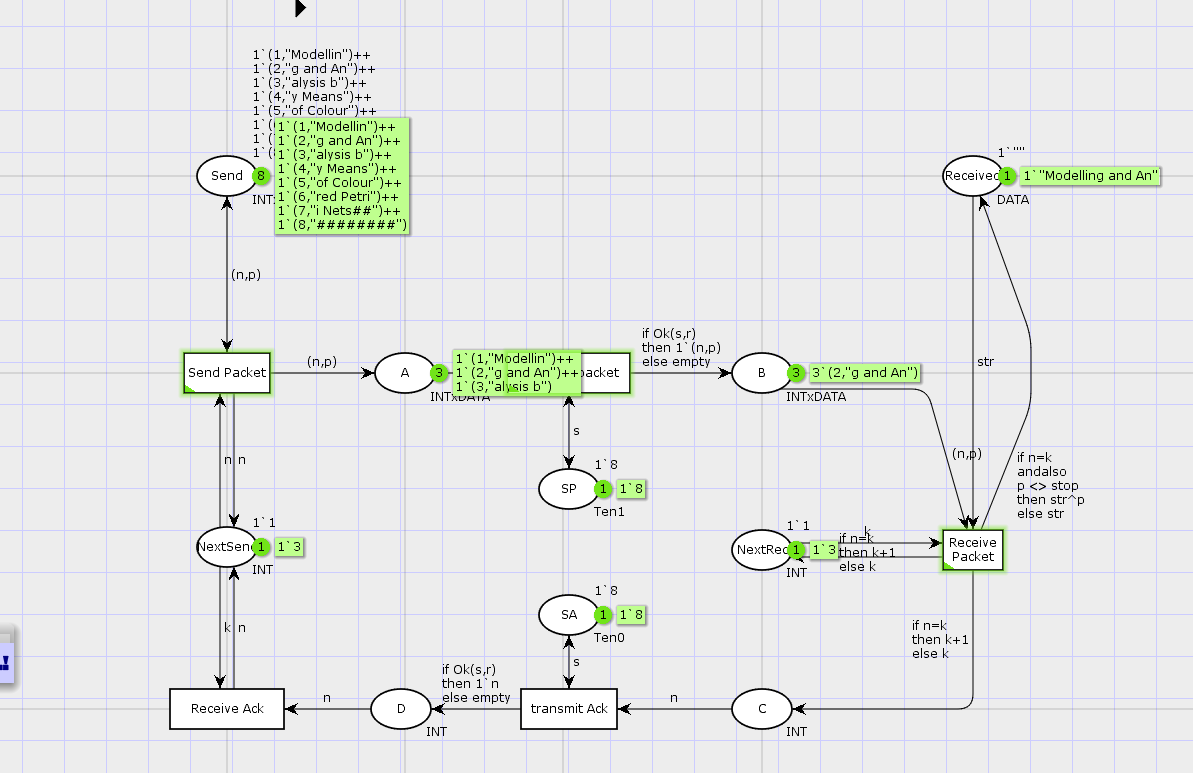 1`(1,"Modellin")++
1`(2,"g and An")++
1`(3,"alysis b")++
1`(4,"y Means")++
1`(5,"of Colour")++
1`(1,"Modellin")++
1`(2,"g and An")++
1`(3,"alysis b")++
1`(4,"y Means")++
1`(5,"of Colour")++
1`(6,"red Petri")++
1`(7,"i Nets##")++
1`(8,"########")
Send
8
1`""
Received
1
1`"Modelling and An"
DATA
(n,p)
str
Send Packet
(n,p)
A
3
1`(1,"Modellin")++
1`(2,"g and An")++
1`(3,"alysis b")
INTxDATA
packet
if Ok(s,r)
then 1`(n,p)
else empty
B
3
3`(2,"g and An")
INTxDATA
n
n
s
(n,p)
if n=k
andalso
p <> stop
then str^p
else str
1`8
SP
1
1`8
Ten1
1`1
NextSend
1
1`3
INT
1`1
NextRec
1
1`3
INT
k
if n=k
then k+1
else k
Receive
Packet
1`8
SA
1
1`8
Ten0
k
n
s
if n=k
then k+1
else k
Receive Ack
n
D
INT
if Ok(s,r)
then 1`n
else empty
transmit Ack
n
C
INT
!